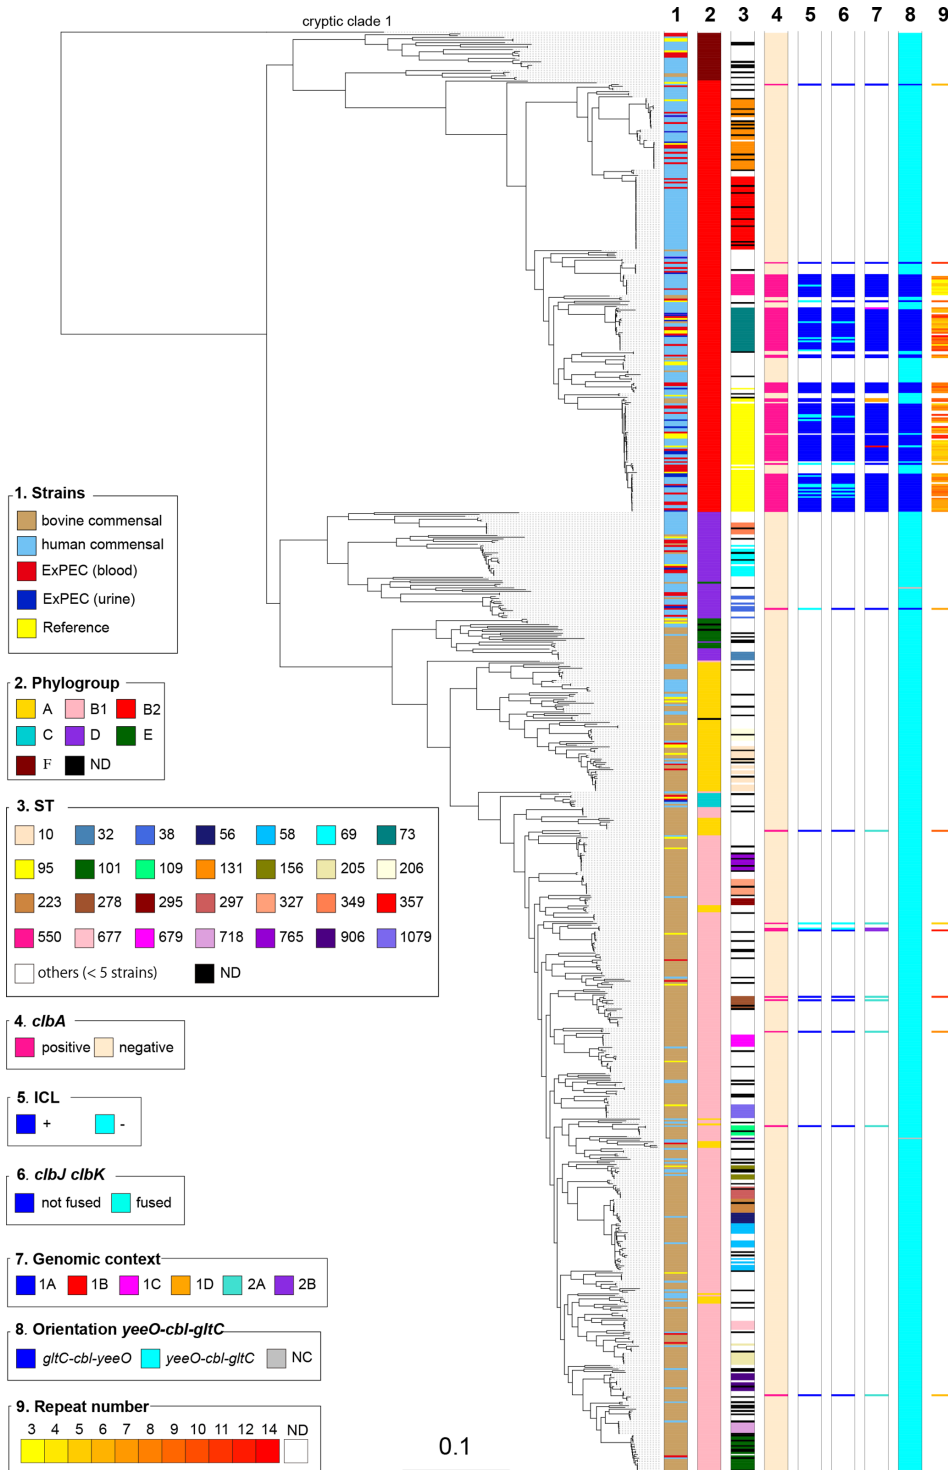 cryptic clade 1
1 2 3 4 5 6 7 8 9
1. Strains
bovine commensal
human commensal
ExPEC (blood)
ExPEC (urine)
Reference
2. Phylogroup
A B1 B2
C D E
F ND
3. ST
10 32 38 56 58 69 73
95 101 109 131 156 205 206
223 278 295 297 327 349 357
550 677 679 718 765 906 1079
others (< 5 strains) ND
4. clbA
positive negative
5. ICL
+ -
6. clbJ clbK
not fused fused
7. Genomic context
1A 1B 1C 1D 2A 2B
8. Orientation yeeO-cbl-gltC
gltC-cbl-yeeO yeeO-cbl-gltC NC
9. Repeat number
3 4 5 6 7 8 9 10 11 12 14 ND
0.1